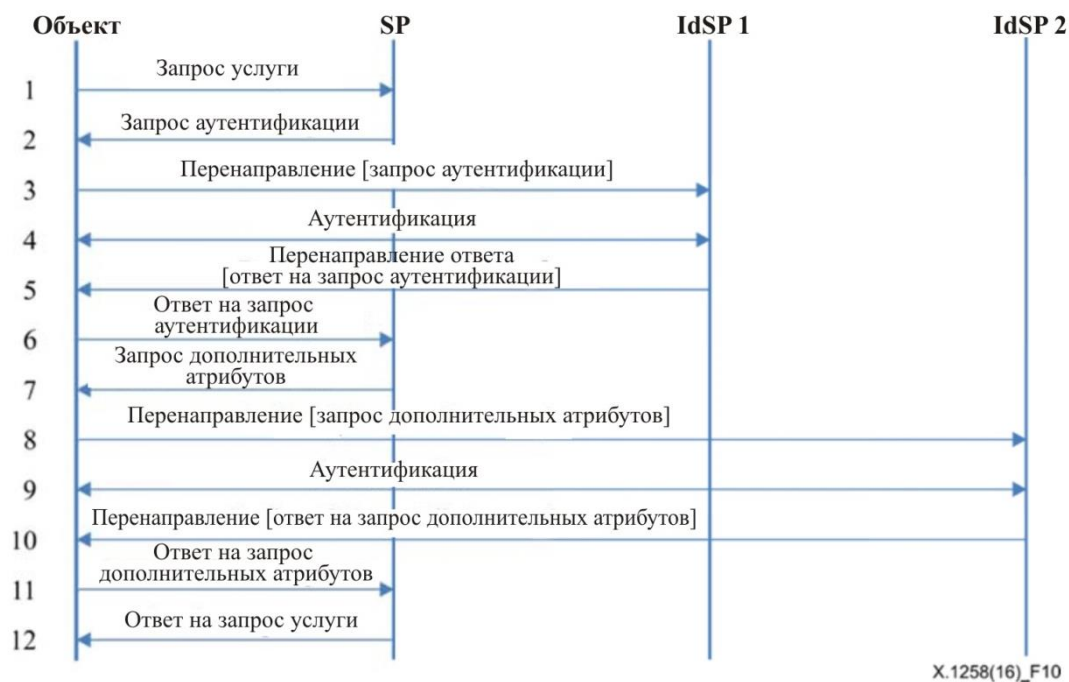 Объект SP IdSP 1 IdSP 2
Запрос услуги
1
Запрос аутентификации
2
Перенаправление [запрос аутентификации]
3
Аутентификация
4
Перенаправление ответа
[ответ на запрос аутентификации]
5
Ответ на запрос
аутентификации
6
Запрос дополнительных
атрибутов
7
Перенаправление [запрос дополнительных атрибутов]
8
Аутентификация
9
Перенаправление [ответ на запрос дополнительных атрибутов]
10
Ответ на запрос
дополнительных атрибутов
11
Ответ на запрос услуги
12
X.1258(16)_F10